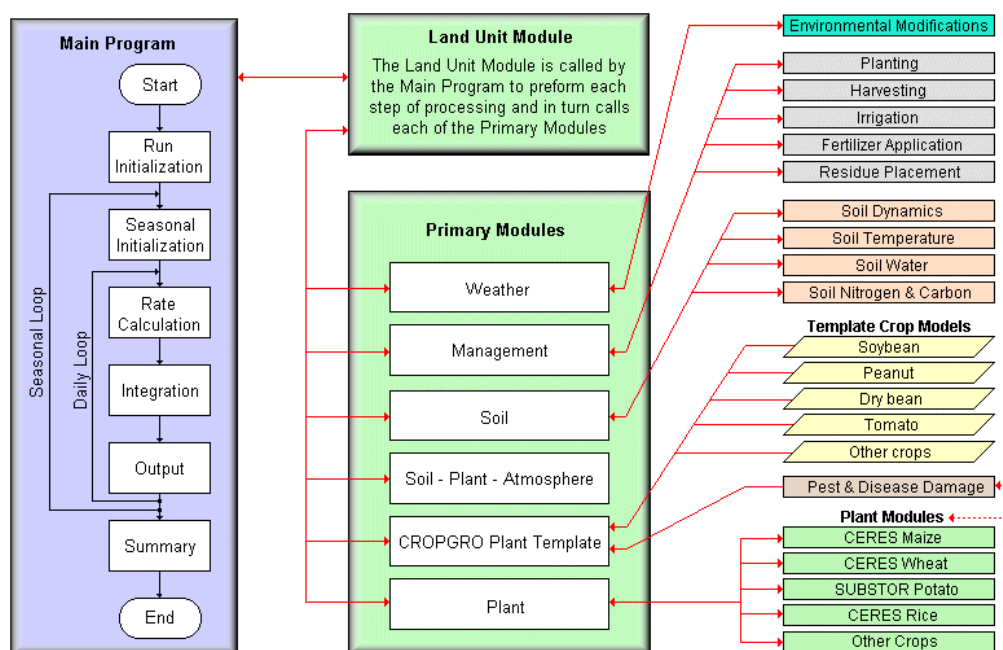 Main Program
Start
Run
Initialization
Seasonal
Initialization
Rate
Calculation
Integration
Output
Summary
End
Seasonal Loop
Daily Loop
Land Unit Module
The Land Unit Module is called by
the Main Program to preform each
step of processing and in turn calls
each of the Primary Modules
Primary Modules
Weather
Management
Soil
Soil - Plant - Atmosphere
CROPGRO Plant Template
Plant
Environmental Modifications
Planting
Harvesting
Irrigation
Fertilizer Application
Residue Placement
Soil Dynamics
Soil Temperature
Soil Water
Soil Nitrogen & Carbon
Template Crop Models
Soybean
Peanut
Dry bean
Tomato
Other crops
Pest & Disease Damage
Plant Modules
CERES Maize
CERES Wheat
SUBSTOR Potato
CERES Rice
Other Crops